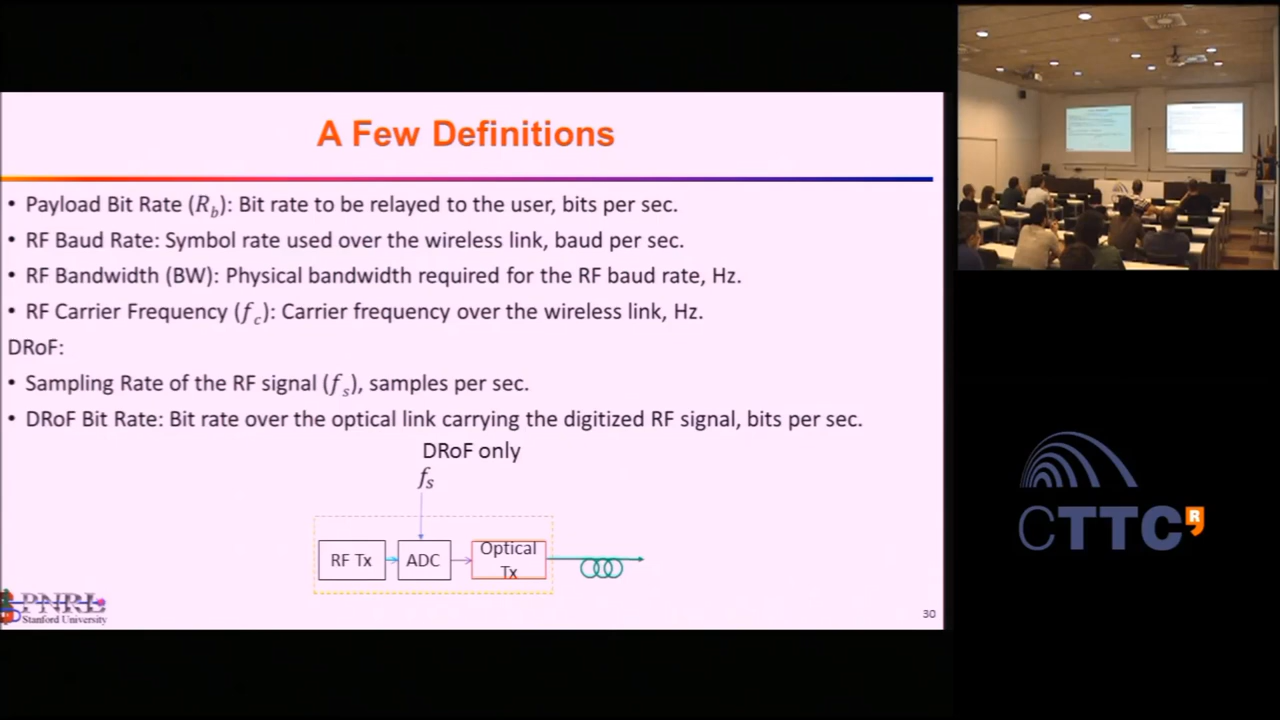 A Few Definitions
• Payload Bit Rate (R_b): Bit rate to be relayed to the user, bits per sec.
• RF Baud Rate: Symbol rate used over the wireless link, baud per sec.
• RF Bandwidth (BW): Physical bandwidth required for the RF baud rate, Hz.
• RF Carrier Frequency (f_c): Carrier frequency over the wireless link, Hz.
DRoF:
• Sampling Rate of the RF signal (f_s), samples per sec.
• DRoF Bit Rate: Bit rate over the optical link carrying the digitized RF signal, bits per sec.
DRoF only
f_s
RF Tx
ADC
Optical
Tx
PNRL
Stanford University
30
CTTC
R